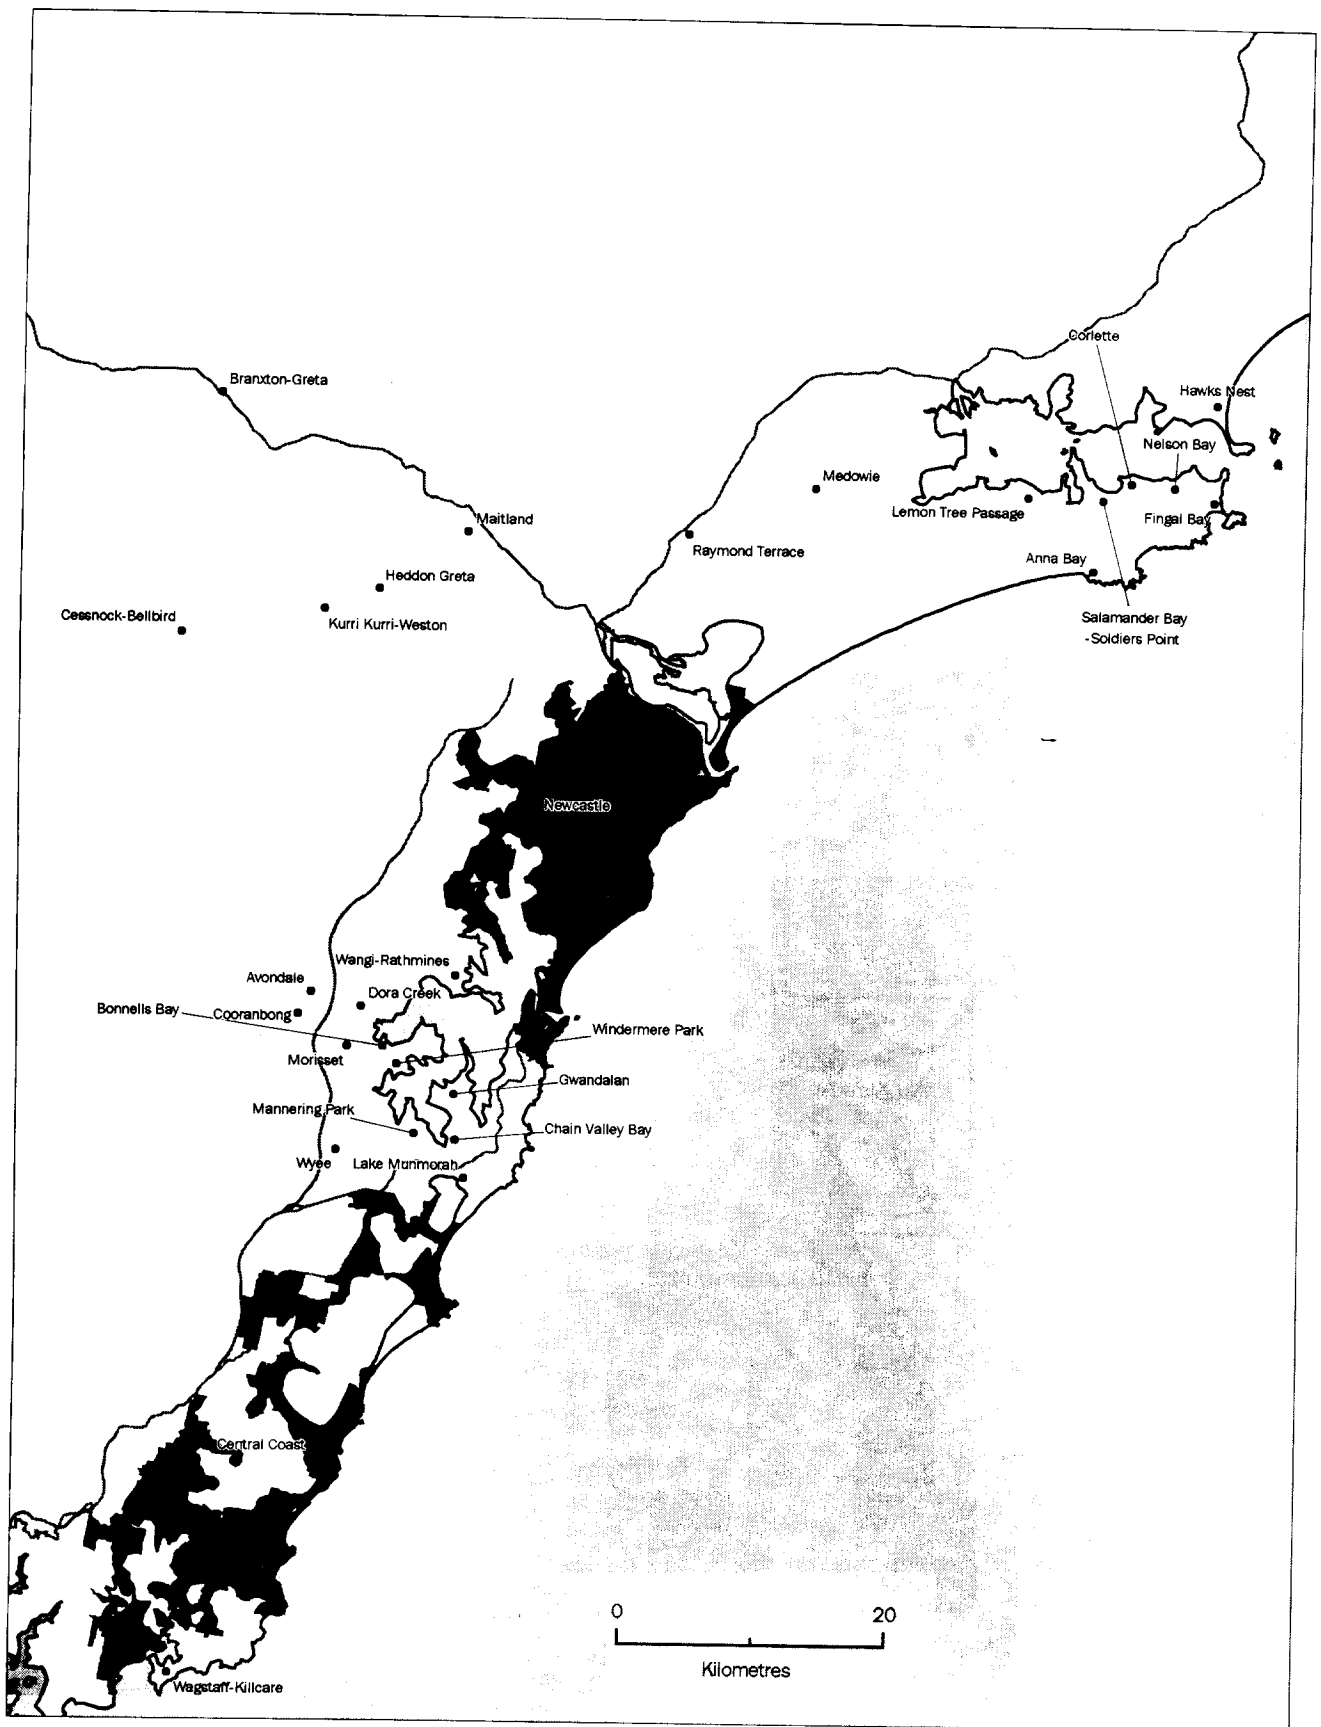 Corlette
Branxton-Greta
Hawks Nest
Nelson Bay
Medowie
Lemon Tree Passage
Fingal Bay
Maitland
Raymond Terrace
Anna Bay
Heddon Greta
Cessnock-Bellbird
Kurri Kurri-Weston
Salamander Bay
-Soldiers Point
Newcastle
Wangi-Rathmines
Avondale
Dora Creek
Bonnells Bay
Cooranbong
Windermere Park
Morisset
Gwandalan
Mannering Park
Chain Valley Bay
Wyee
Lake Munmorah
Central Coast
0
20
Kilometres
Wagstaff-Killcare